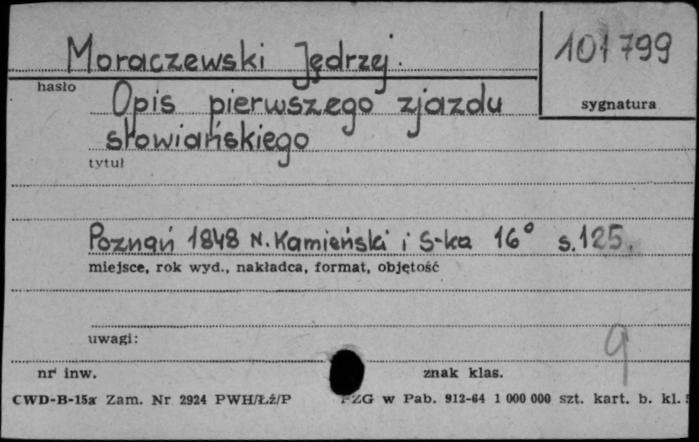 Moraczewski Jędrzej.
101799
hasło
sygnatura
Opis pierwszego zjazdu
słowiańskiego
tytuł
Poznań 1848 N. Kamieński i S-ka 16° s. 125.
miejsce, rok wyd., nakładca, format, objętość
uwagi:
9
nr inw.
znak klas.
CWD-B-15a Zam. Nr 2924 PWH/Łź/P
PZG w Pab. 912-64 1 000 000 szt. kart. b. kl.